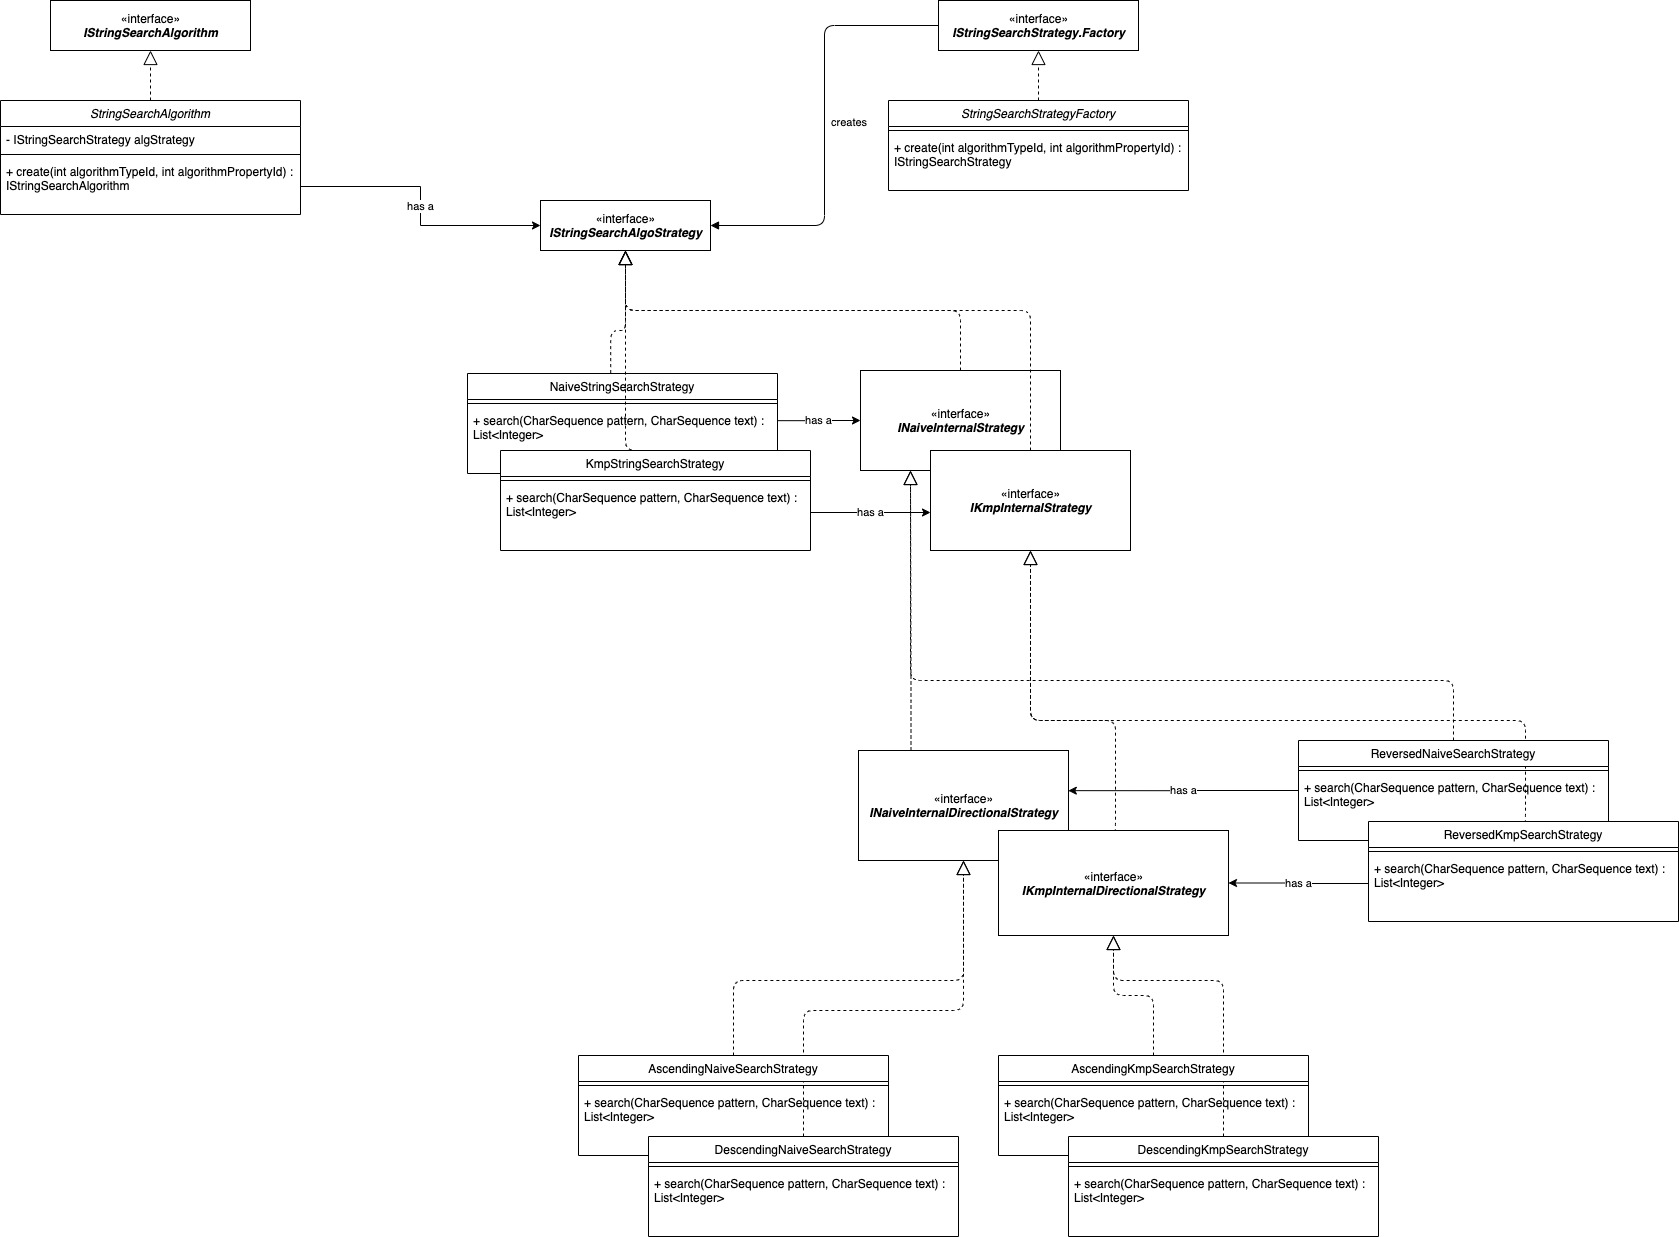 «interface»
IStringSearchAlgorithm
«interface»
IStringSearchStrategy.Factory
StringSearchAlgorithm
- IStringSearchStrategy algStrategy
+ create(int algorithmTypeId, int algorithmPropertyId) :
IStringSearchAlgorithm
creates
StringSearchStrategyFactory
+ create(int algorithmTypeId, int algorithmPropertyId) :
IStringSearchStrategy
has a
«interface»
IStringSearchAlgoStrategy
NaiveStringSearchStrategy
+ search(CharSequence pattern, CharSequence text) :
List<Integer>
has a
«interface»
INaiveInternalStrategy
KmpStringSearchStrategy
+ search(CharSequence pattern, CharSequence text) :
List<Integer>
has a
«interface»
IKmpInternalStrategy
«interface»
INaiveInternalDirectionalStrategy
has a
ReversedNaiveSearchStrategy
+ search(CharSequence pattern, CharSequence text) :
List<Integer>
«interface»
IKmpInternalDirectionalStrategy
has a
ReversedKmpSearchStrategy
+ search(CharSequence pattern, CharSequence text) :
List<Integer>
AscendingNaiveSearchStrategy
+ search(CharSequence pattern, CharSequence text) :
List<Integer>
DescendingNaiveSearchStrategy
+ search(CharSequence pattern, CharSequence text) :
List<Integer>
AscendingKmpSearchStrategy
+ search(CharSequence pattern, CharSequence text) :
List<Integer>
DescendingKmpSearchStrategy
+ search(CharSequence pattern, CharSequence text) :
List<Integer>